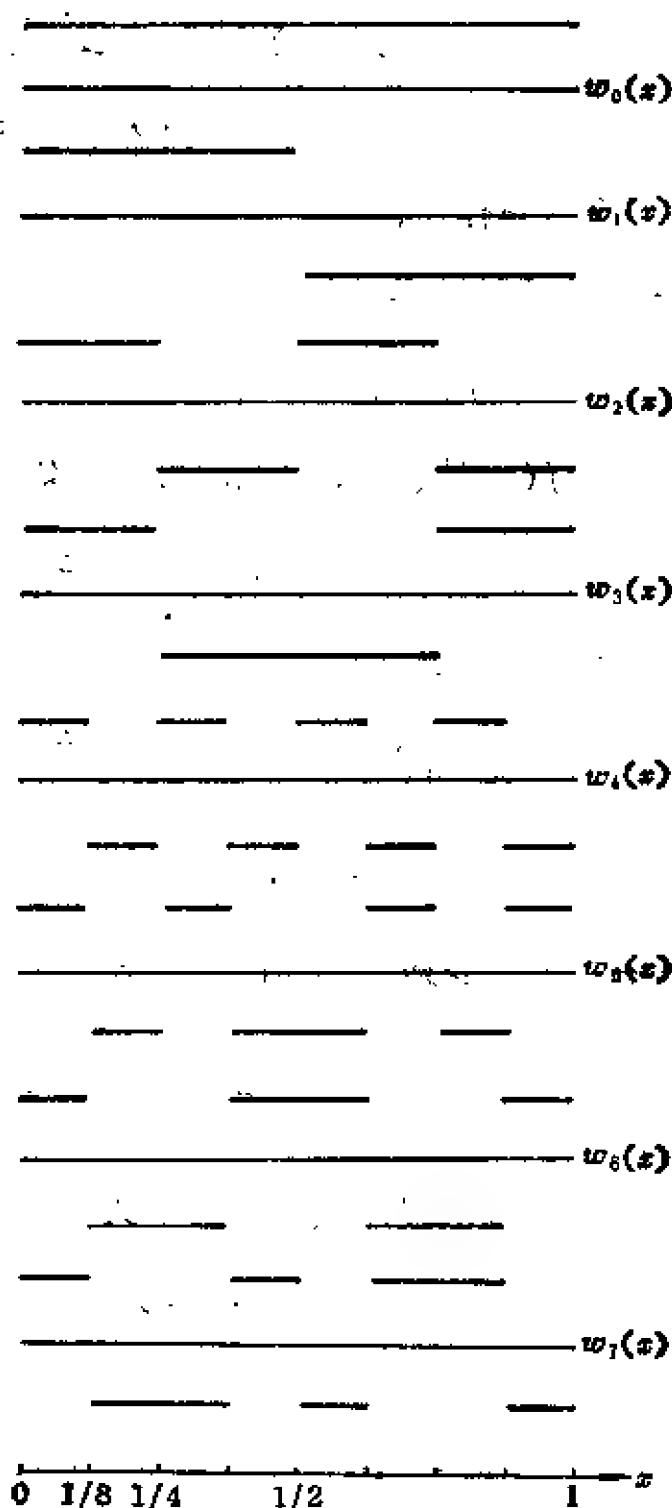 w₀(x)
w₁(x)
w₂(x)
w₃(x)
w₄(x)
w₅(x)
w₆(x)
w₇(x)
0 1/8 1/4 1/2 1 x